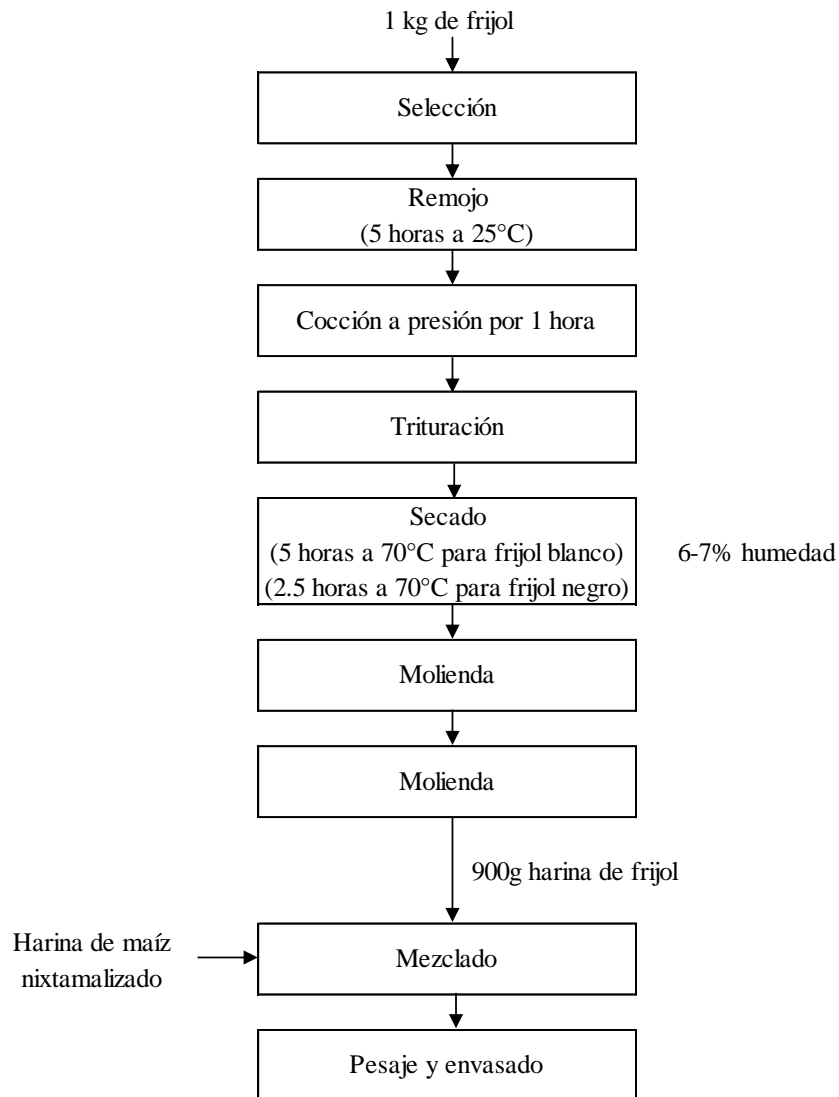 1 kg de frijol
Selección
Remojo
(5 horas a 25°C)
Cocción a presión por 1 hora
Trituración
Secado
(5 horas a 70°C para frijol blanco)
(2.5 horas a 70°C para frijol negro)
6-7% humedad
Molienda
Molienda
900g harina de frijol
Harina de maíz
nixtamalizado
Mezclado
Pesaje y envasado